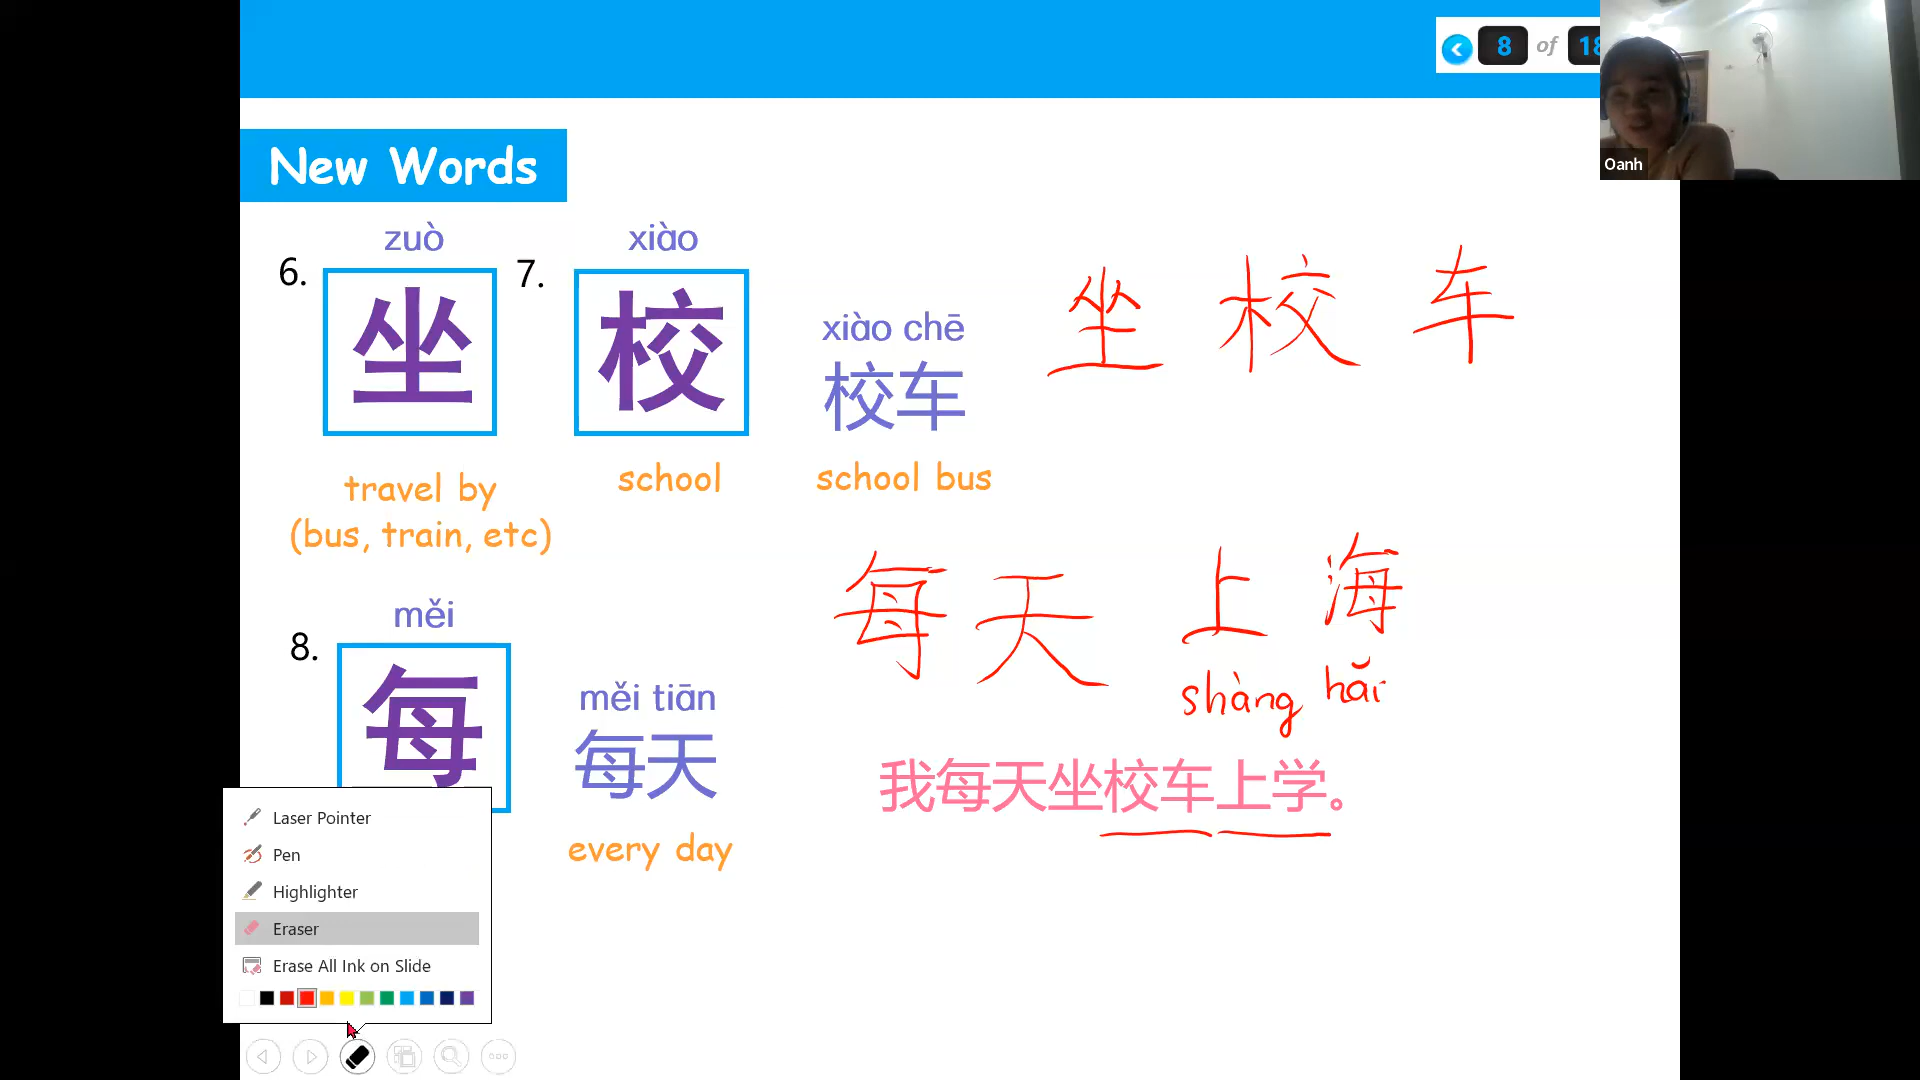 8 of 18
Oanh
New Words
6. zuò
坐
travel by
(bus, train, etc)
7. xiào
校
school
xiào chē
校车
school bus
坐 校 车
8. měi
每
měi tiān
每天
every day
每天 上海
shàng hǎi
我每天坐校车上学。
Laser Pointer
Pen
Highlighter
Eraser
Erase All Ink on Slide